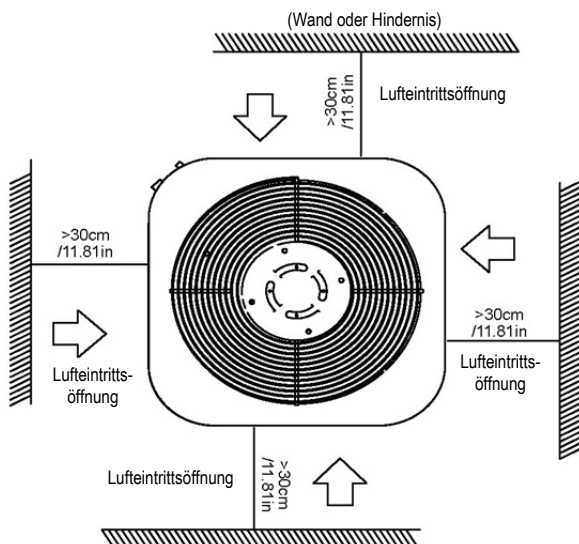 (Wand oder Hindernis)
>30cm
/11.81in
Lufteintrittsöffnung
>30cm
/11.81in
>30cm
/11.81in
Lufteintritts-
öffnung
Lufteintritts-
öffnung
Lufteintrittsöffnung
>30cm
/11.81in